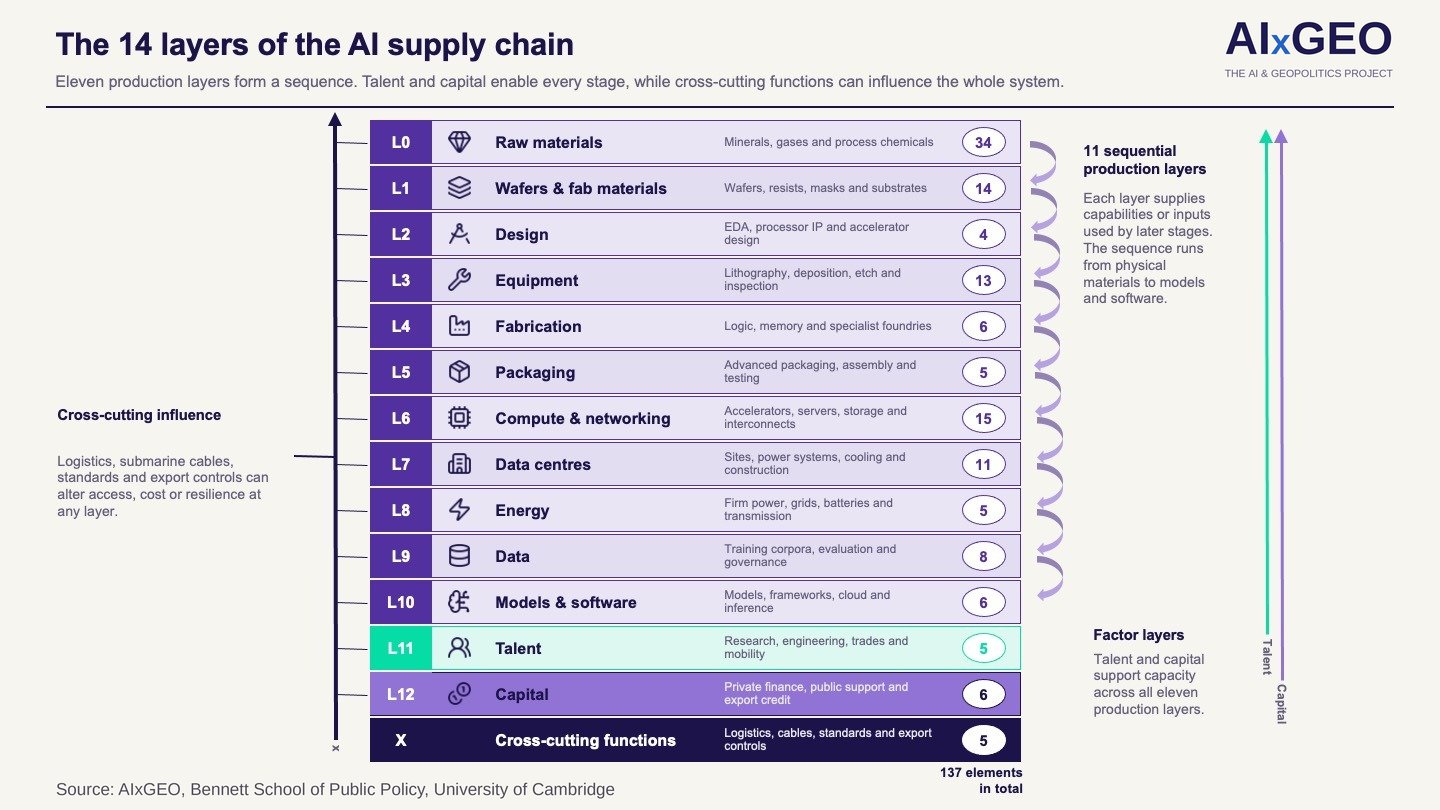 The 14 layers of the AI supply chain
AIxGEO
Eleven production layers form a sequence. Talent and capital enable every stage, while cross-cutting functions can influence the whole system.
THE AI & GEOPOLITICS PROJECT
L0 Raw materials Minerals, gases and process chemicals 34
L1 Wafers & fab materials Wafers, resists, masks and substrates 14
L2 Design EDA, processor IP and accelerator
design 4
L3 Equipment Lithography, deposition, etch and
inspection 13
L4 Fabrication Logic, memory and specialist foundries 6
L5 Packaging Advanced packaging, assembly and
testing 5
L6 Compute & networking Accelerators, servers, storage and
interconnects 15
L7 Data centres Sites, power systems, cooling and
construction 11
L8 Energy Firm power, grids, batteries and
transmission 5
L9 Data Training corpora, evaluation and
governance 8
L10 Models & software Models, frameworks, cloud and
inference 6
L11 Talent Research, engineering, trades and
mobility 5
L12 Capital Private finance, public support and
export credit 6
X Cross-cutting functions Logistics, cables, standards and export
controls 5
137 elements
in total
Cross-cutting influence
Logistics, submarine cables,
standards and export controls can
alter access, cost or resilience at
any layer.
x
11 sequential
production layers
Each layer supplies
capabilities or inputs
used by later stages.
The sequence runs
from physical
materials to models
and software.
Factor layers
Talent and capital
support capacity
across all eleven
production layers.
Talent
Capital
Source: AIxGEO, Bennett School of Public Policy, University of Cambridge